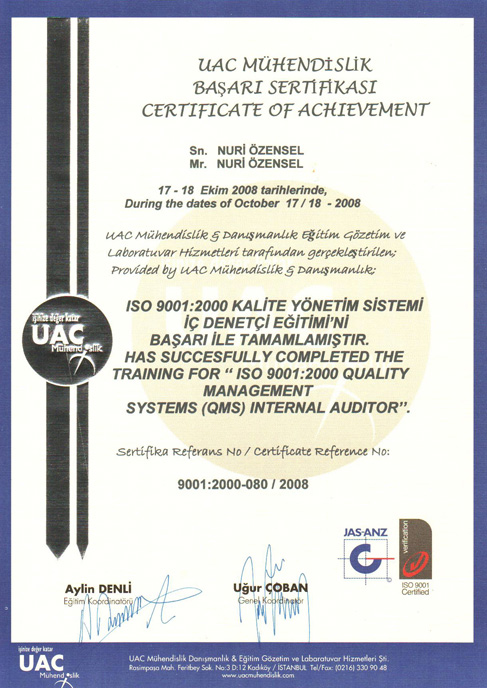 UAC MÜHENDİSLİK
BAŞARI SERTİFİKASI
CERTIFICATE OF ACHIEVEMENT
Sn. NURİ ÖZENSEL
Mr. NURİ ÖZENSEL
17 - 18 Ekim 2008 tarihlerinde,
During the dates of October 17 / 18 - 2008
UAC Mühendislik & Danışmanlık Eğitim Gözetim ve
Laboratuvar Hizmetleri tarafından gerçekleştirilen;
Provided by UAC Mühendislik & Danışmanlık;
ISO 9001:2000 KALİTE YÖNETİM SİSTEMİ
İÇ DENETÇİ EĞİTİMİ'Nİ
BAŞARI İLE TAMAMLAMIŞTIR.
HAS SUCCESFULLY COMPLETED THE
TRAINING FOR “ ISO 9001:2000 QUALITY
MANAGEMENT
SYSTEMS (QMS) INTERNAL AUDITOR”.
işinize değer katar
UAC
Mühendislik
Sertifika Referans No / Certificate Reference No:
9001:2000-080 / 2008
JAS-ANZ
verification
ISO 9001
Certified
Aylin DENLİ
Eğitim Koordinatörü
Uğur ÇOBAN
Genel Koordinatör
işinize değer katar
UAC
Mühendislik
UAC Mühendislik Danışmanlık & Eğitim Gözetim ve Labaratuvar Hizmetleri Şti.
Rasimpaşa Mah. Feritbey Sok. No:3 D:12 Kadıköy / İSTANBUL Tel/Fax: (0216) 330 90 48
www.uacmuhendislik.com